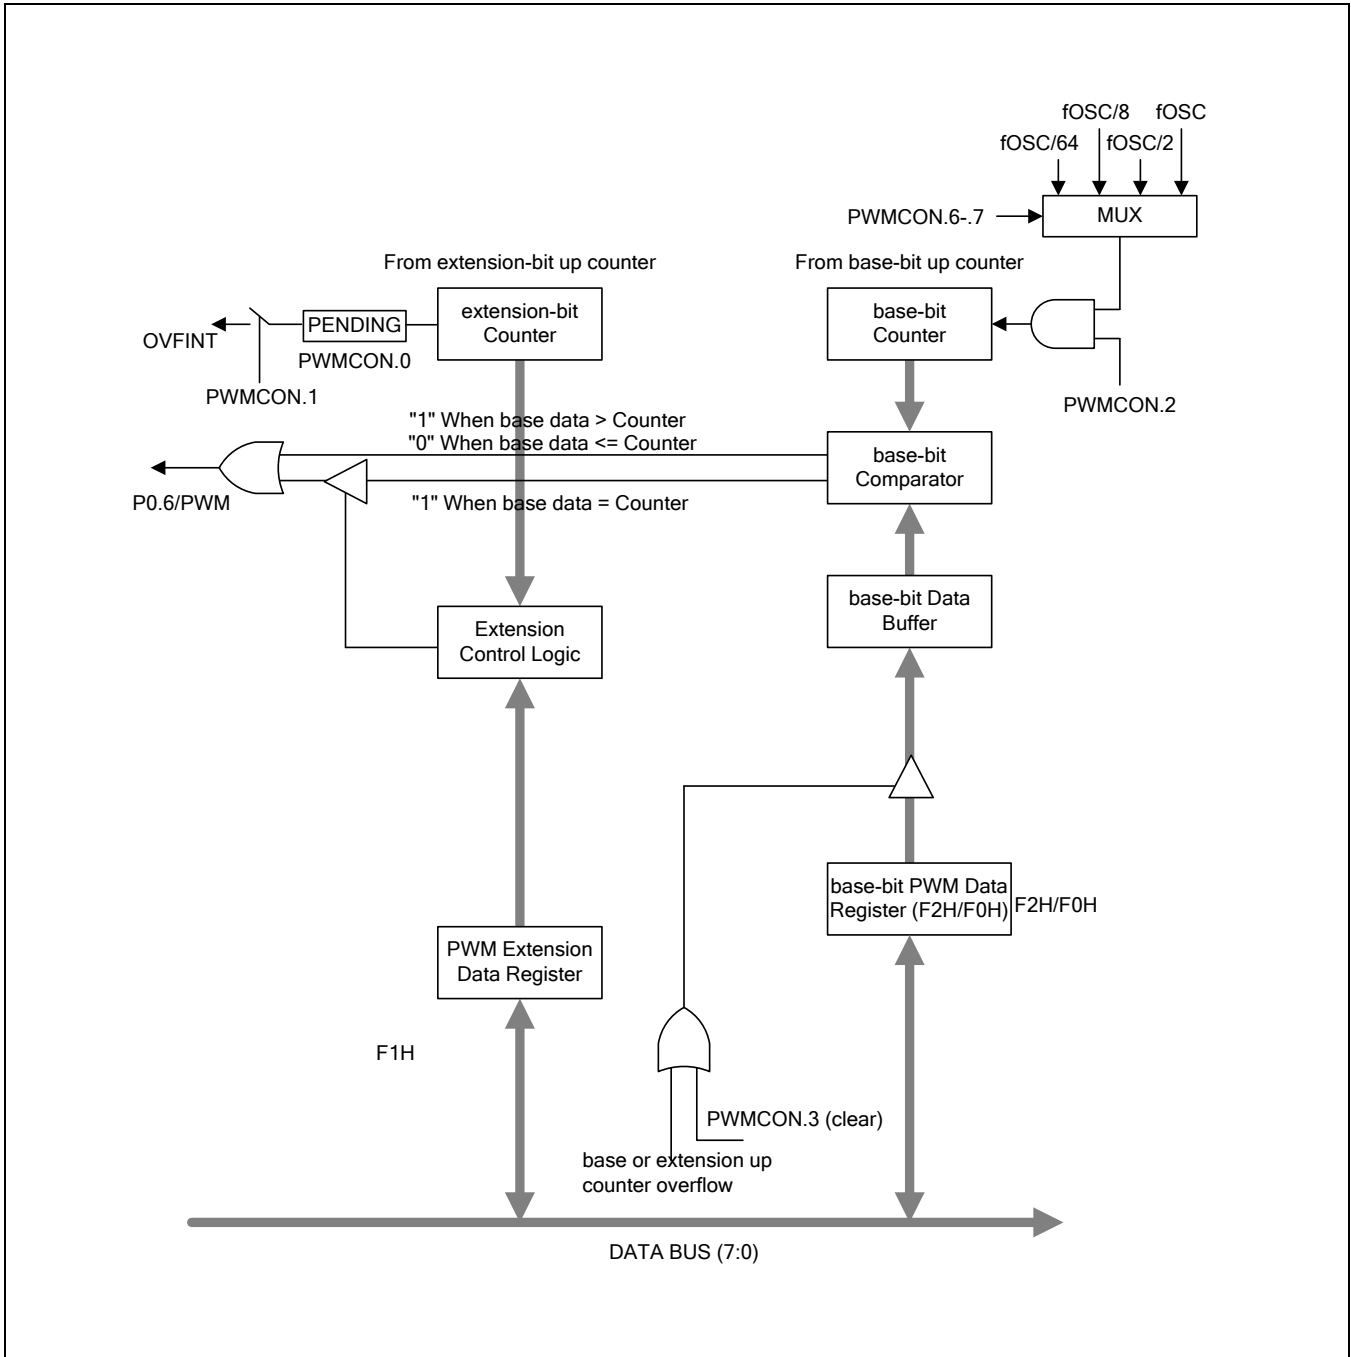 fOSC/8 fOSC
fOSC/64 fOSC/2
PWMCON.6-.7
MUX
From extension-bit up counter
From base-bit up counter
extension-bit
Counter
base-bit
Counter
PENDING
OVFINT
PWMCON.0
PWMCON.1
PWMCON.2
"1" When base data > Counter
"0" When base data <= Counter
base-bit
Comparator
P0.6/PWM
"1" When base data = Counter
base-bit Data
Buffer
Extension
Control Logic
base-bit PWM Data
Register (F2H/F0H)
F2H/F0H
PWM Extension
Data Register
F1H
PWMCON.3 (clear)
base or extension up
counter overflow
DATA BUS (7:0)